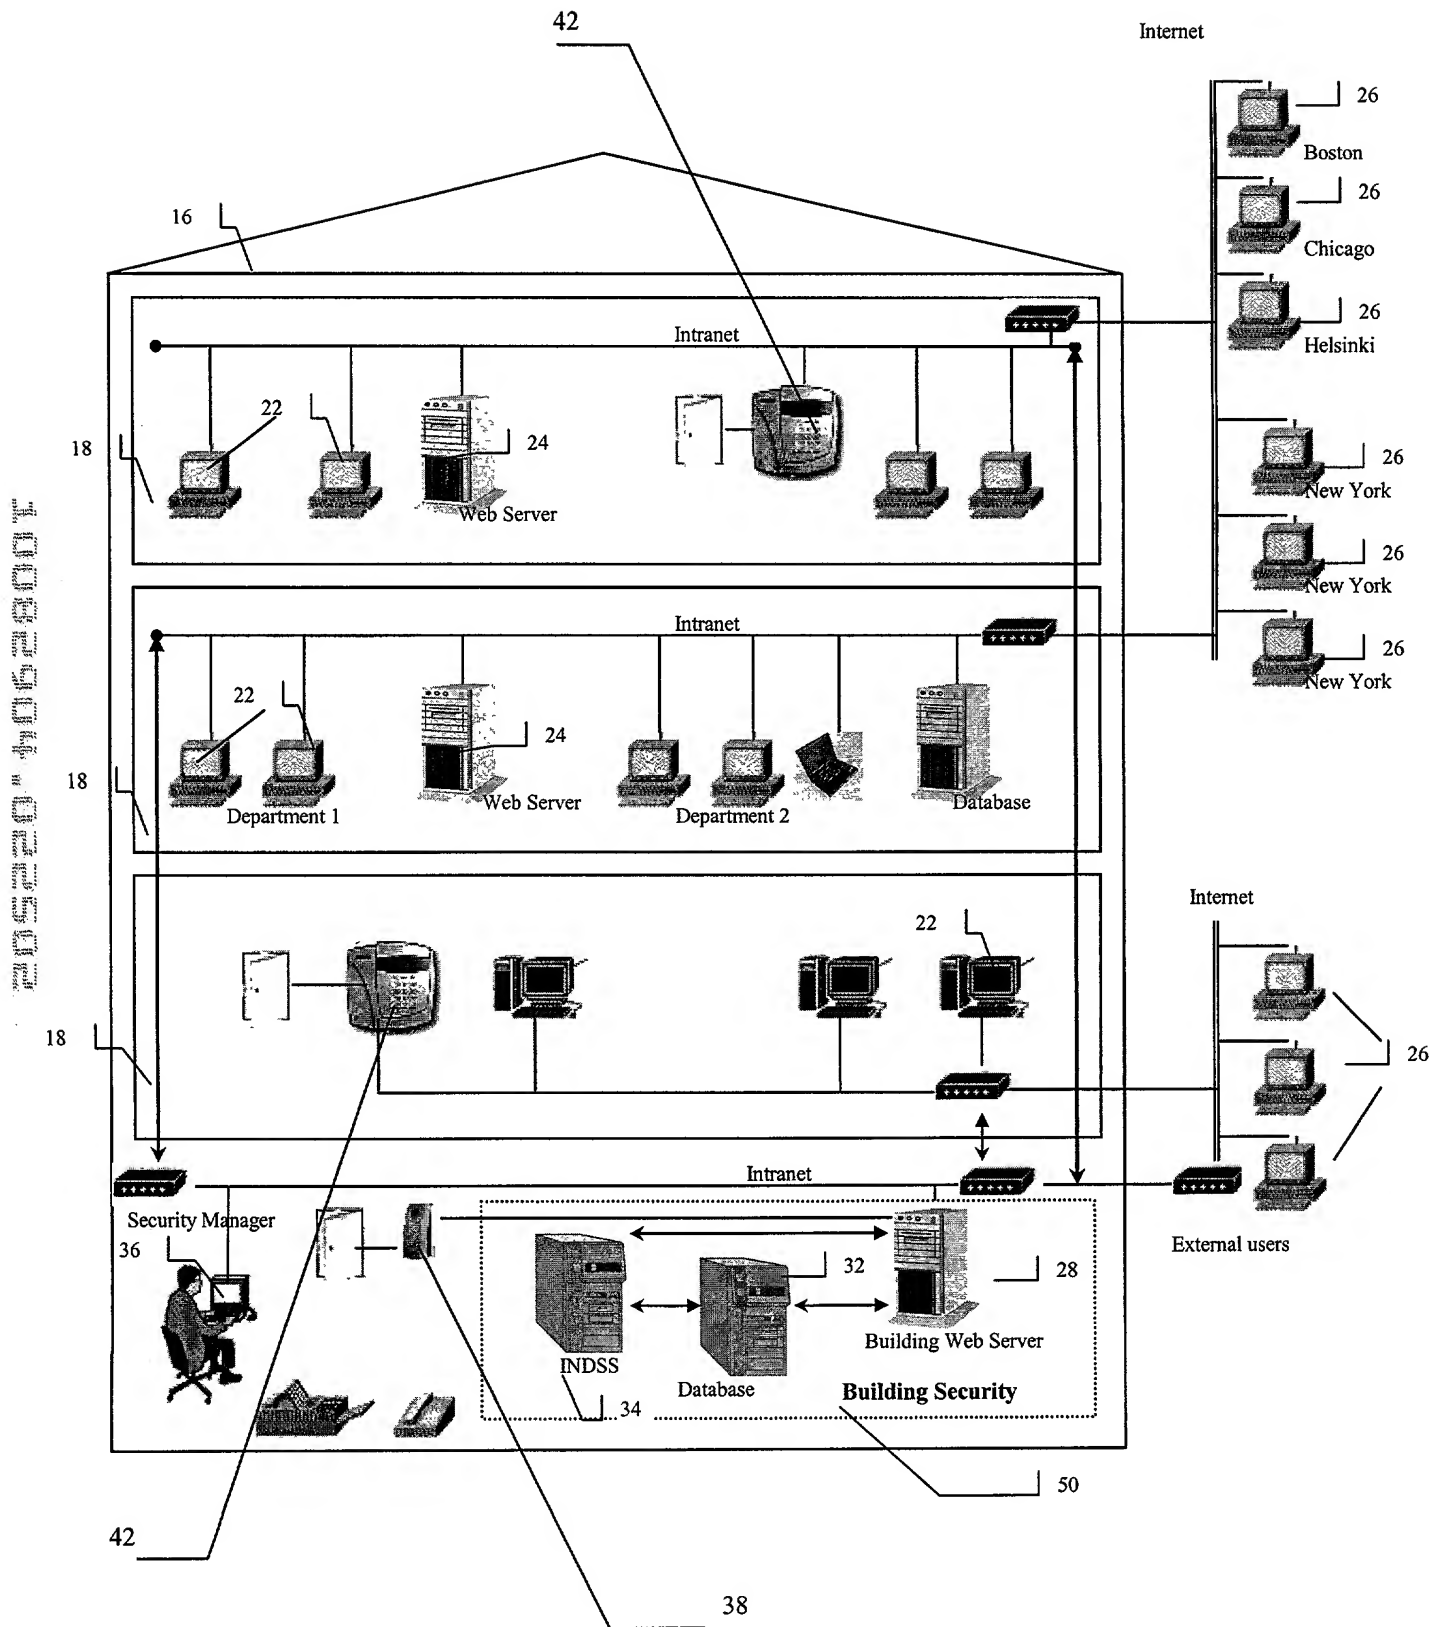 42
Internet
26
Boston
26
Chicago
26
Helsinki
16
Intranet
22
24
18
Web Server
26
New York
26
New York
26
New York
Intranet
22
24
18
Department 1
Web Server
Department 2
Database
10082904.022502
Internet
22
18
26
Intranet
Security Manager
36
External users
32
28
Building Web Server
INDSS
Database
Building Security
34
50
42
38